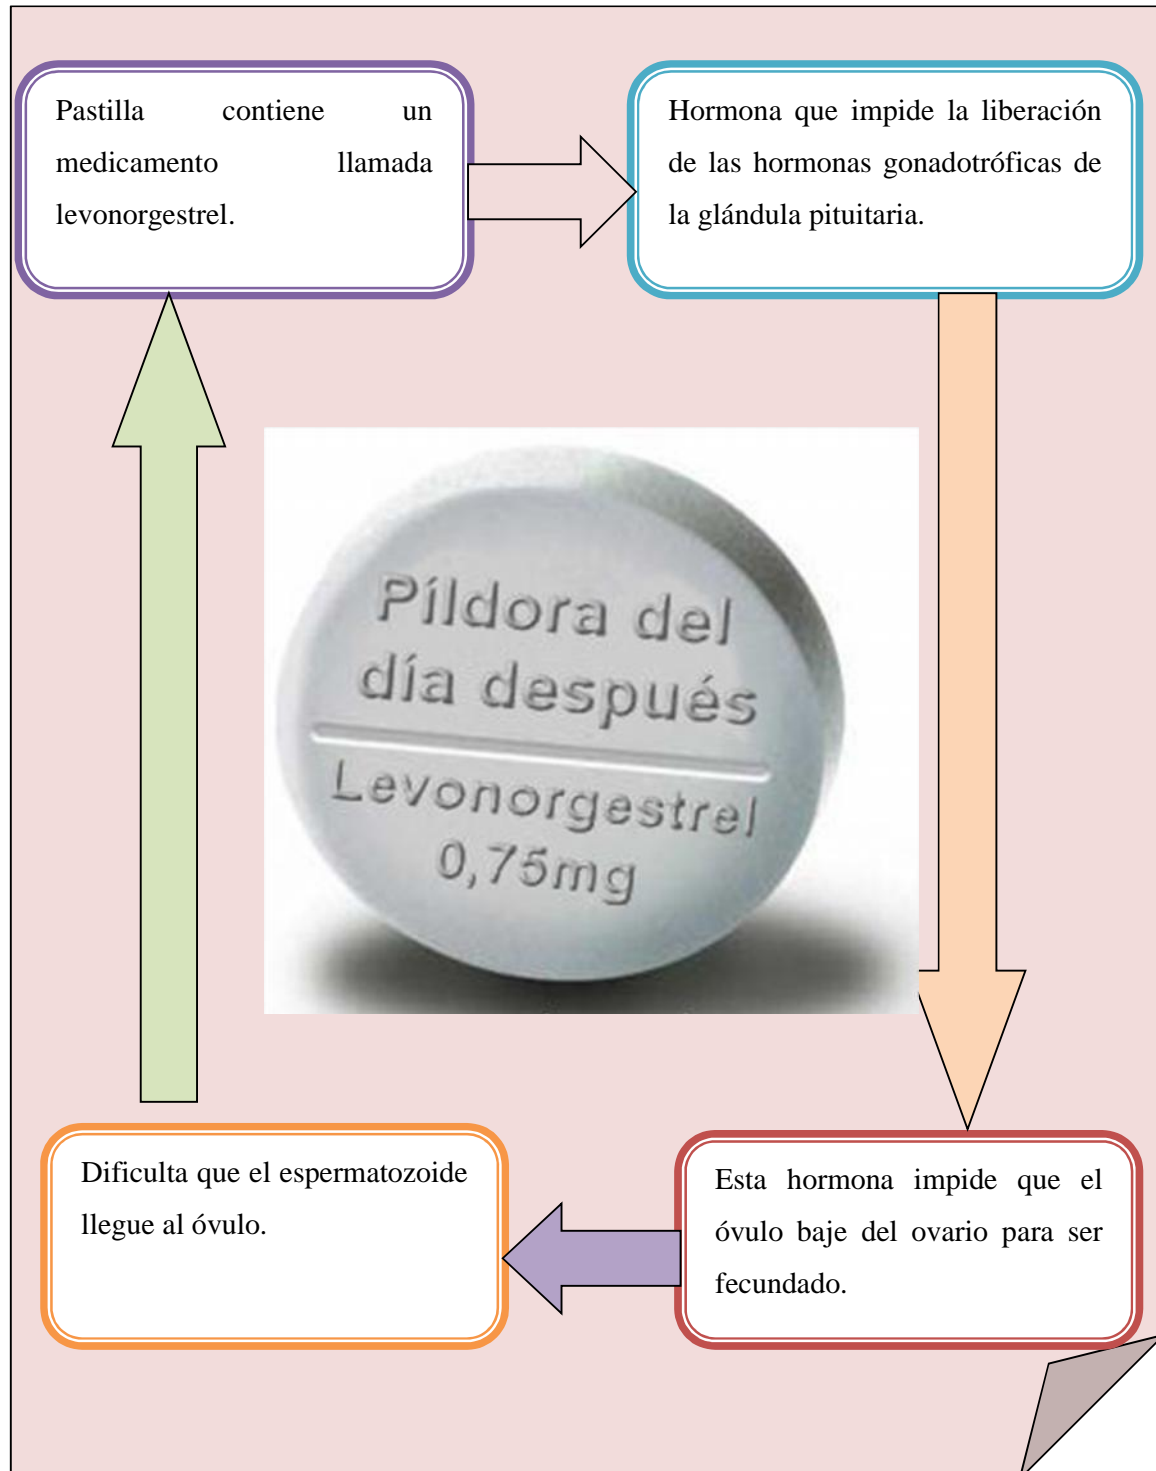 Pastilla contiene un
medicamento llamada
levonorgestrel.
Hormona que impide la liberación
de las hormonas gonadotróficas de
la glándula pituitaria.
Píldora del
día después
Levonorgestrel
0,75mg
Dificulta que el espermatozoide
llegue al óvulo.
Esta hormona impide que el
óvulo baje del ovario para ser
fecundado.